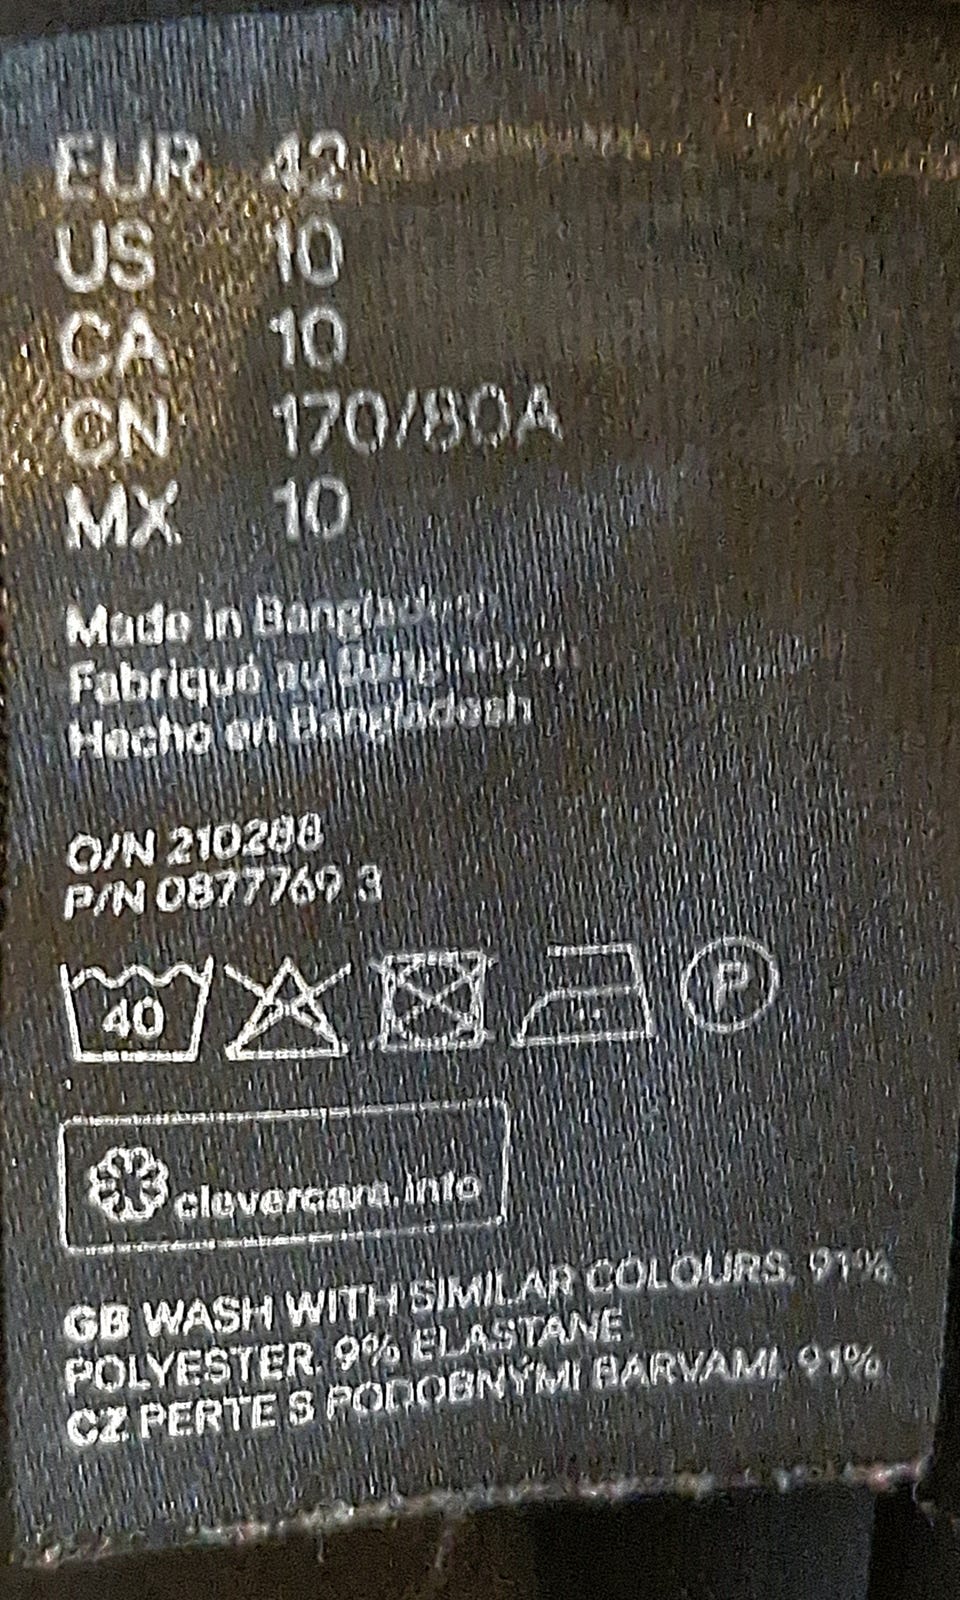 EUR 42
US 10
CA 10
CN 170/80A
MX 10
Made in Bangladesh
Fabriqué au Bangladesh
Hecho en Bangladesh
O/N 210288
P/N 0877769 3
40
P
clevercare.info
GB WASH WITH SIMILAR COLOURS. 91%
POLYESTER. 9% ELASTANE.
CZ PERTE S PODOBNÝMI BARVAMI. 91%